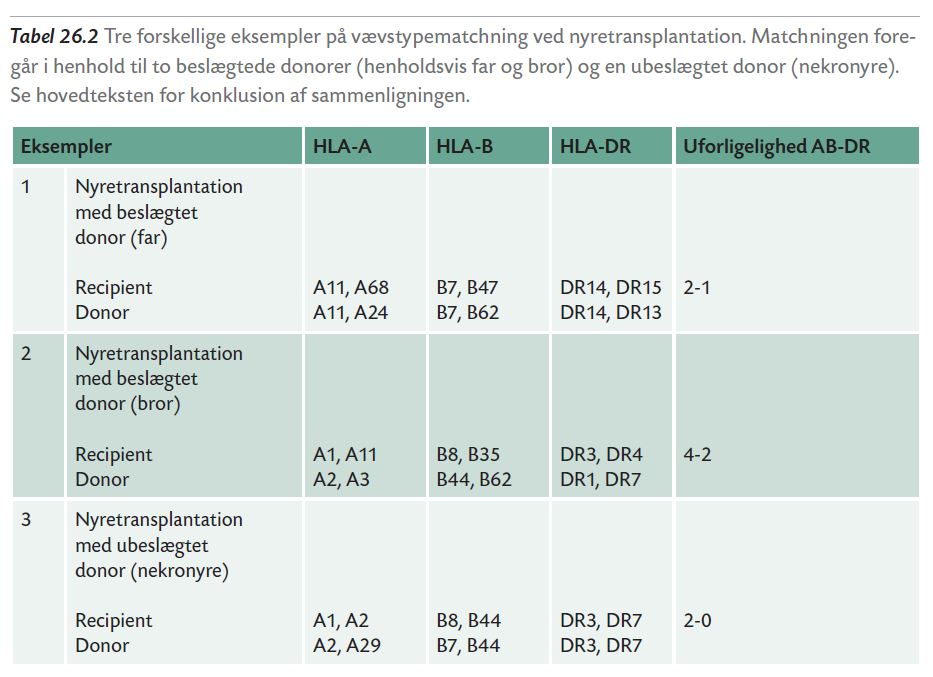 Tabel 26.2 Tre forskellige eksempler på vævstypematchning ved nyretransplantation. Matchningen fore-
går i henhold til to beslægtede donorer (henholdsvis far og bror) og en ubeslægtet donor (nekronyre).
Se hovedteksten for konklusion af sammenligningen.
Eksempler HLA-A HLA-B HLA-DR Uforligelighed AB-DR
1 Nyretransplantation
med beslægtet
donor (far)
Recipient A11, A68 B7, B47 DR14, DR15 2-1
Donor A11, A24 B7, B62 DR14, DR13
2 Nyretransplantation
med beslægtet
donor (bror)
Recipient A1, A11 B8, B35 DR3, DR4 4-2
Donor A2, A3 B44, B62 DR1, DR7
3 Nyretransplantation
med ubeslægtet
donor (nekronyre)
Recipient A1, A2 B8, B44 DR3, DR7 2-0
Donor A2, A29 B7, B44 DR3, DR7